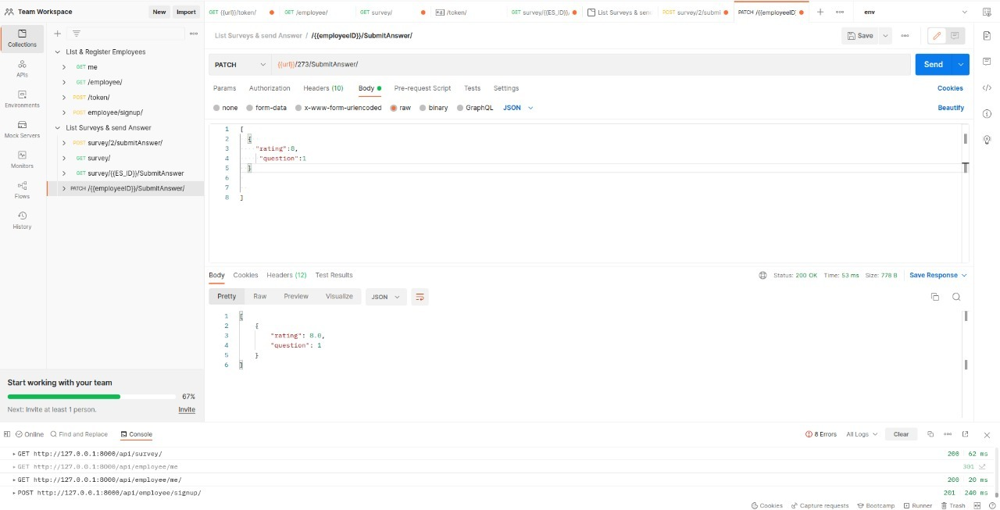 Team Workspace New Import GET {{url}}/token/ GET /employee/ GET survey/ e.g. /token/ GET survey/{{ES_ID}}, List Surveys & send POST survey/2/submi PATCH /{{employeeID} env
Collections
APIs
Environments
Mock Servers
Monitors
Flows
History
List & Register Employees
GET me
GET /employee/
POST /token/
POST employee/signup/
List Surveys & send Answer
POST survey/2/submitAnswer/
GET survey/
GET survey/{{ES_ID}}/SubmitAnswer
PATCH /{{employeeID}}/SubmitAnswer/
Start working with your team
67%
Next: Invite at least 1 person. Invite
List Surveys & send Answer / /{{employeeID}}/SubmitAnswer/ Save
PATCH {{url}}/273/SubmitAnswer/ Send
Params Authorization Headers (10) Body Pre-request Script Tests Settings Cookies
none form-data x-www-form-urlencoded raw binary GraphQL JSON Beautify
1 [
2 {
3 "rating":8,
4 "question":1
5 }
6
7
8 ]
Body Cookies Headers (12) Test Results Status: 200 OK Time: 53 ms Size: 778 B Save Response
Pretty Raw Preview Visualize JSON
1 [
2 {
3 "rating": 8.0,
4 "question": 1
5 }
6 ]
Online Find and Replace Console 8 Errors All Logs Clear
GET http://127.0.0.1:8000/api/survey/ 200 62 ms
GET http://127.0.0.1:8000/api/employee/me 301
GET http://127.0.0.1:8000/api/employee/me/ 200 20 ms
POST http://127.0.0.1:8000/api/employee/signup/ 201 240 ms
Cookies Capture requests Bootcamp Runner Trash